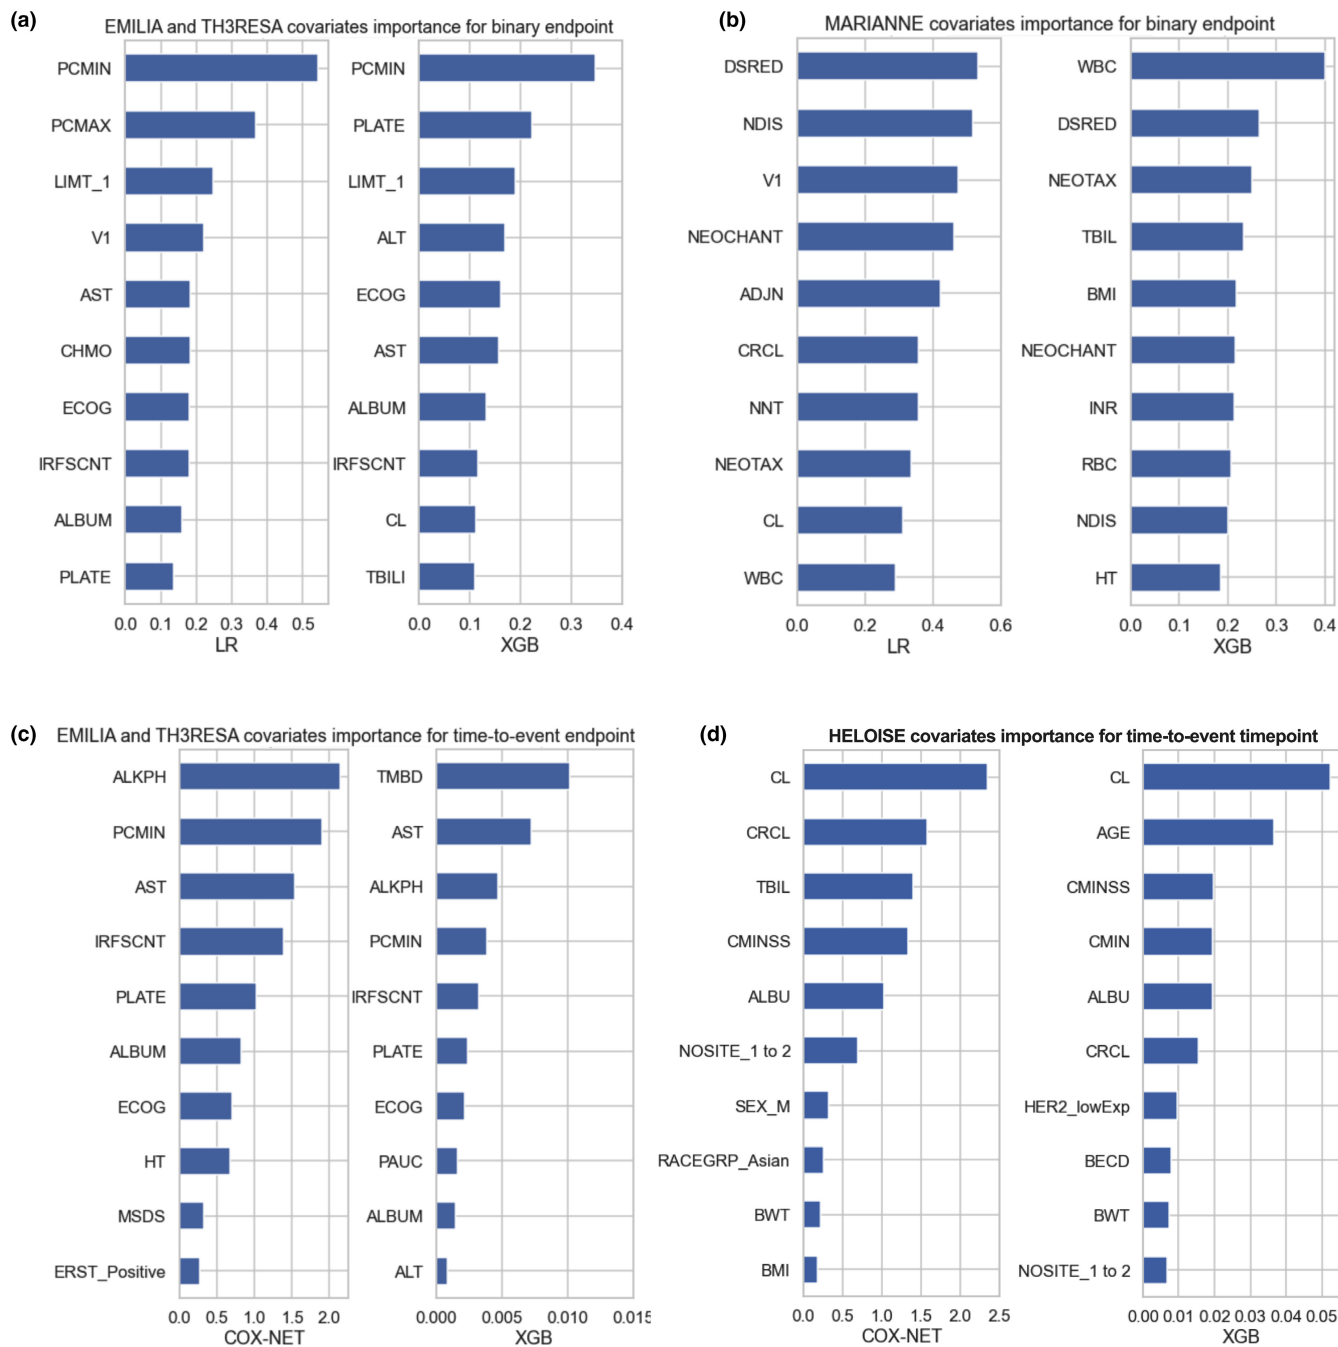 (a)
EMILIA and TH3RESA covariates importance for binary endpoint
PCMIN
PCMAX
LIMT_1
V1
AST
CHMO
ECOG
IRFSCNT
ALBUM
PLATE
0.0 0.1 0.2 0.3 0.4 0.5
LR
PCMIN
PLATE
LIMT_1
ALT
ECOG
AST
ALBUM
IRFSCNT
CL
TBILI
0.0 0.1 0.2 0.3 0.4
XGB
(b)
MARIANNE covariates importance for binary endpoint
DSRED
NDIS
V1
NEOCHANT
ADJN
CRCL
NNT
NEOTAX
CL
WBC
0.0 0.2 0.4 0.6
LR
WBC
DSRED
NEOTAX
TBIL
BMI
NEOCHANT
INR
RBC
NDIS
HT
0.0 0.1 0.2 0.3 0.4
XGB
(c)
EMILIA and TH3RESA covariates importance for time-to-event endpoint
ALKPH
PCMIN
AST
IRFSCNT
PLATE
ALBUM
ECOG
HT
MSDS
ERST_Positive
0.0 0.5 1.0 1.5 2.0
COX-NET
TMBD
AST
ALKPH
PCMIN
IRFSCNT
PLATE
ECOG
PAUC
ALBUM
ALT
0.000 0.005 0.010 0.015
XGB
(d)
HELOISE covariates importance for time-to-event timepoint
CL
CRCL
TBIL
CMINSS
ALBU
NOSITE_1 to 2
SEX_M
RACEGRP_Asian
BWT
BMI
0.0 0.5 1.0 1.5 2.0 2.5
COX-NET
CL
AGE
CMINSS
CMIN
ALBU
CRCL
HER2_lowExp
BECD
BWT
NOSITE_1 to 2
0.00 0.01 0.02 0.03 0.04 0.05
XGB